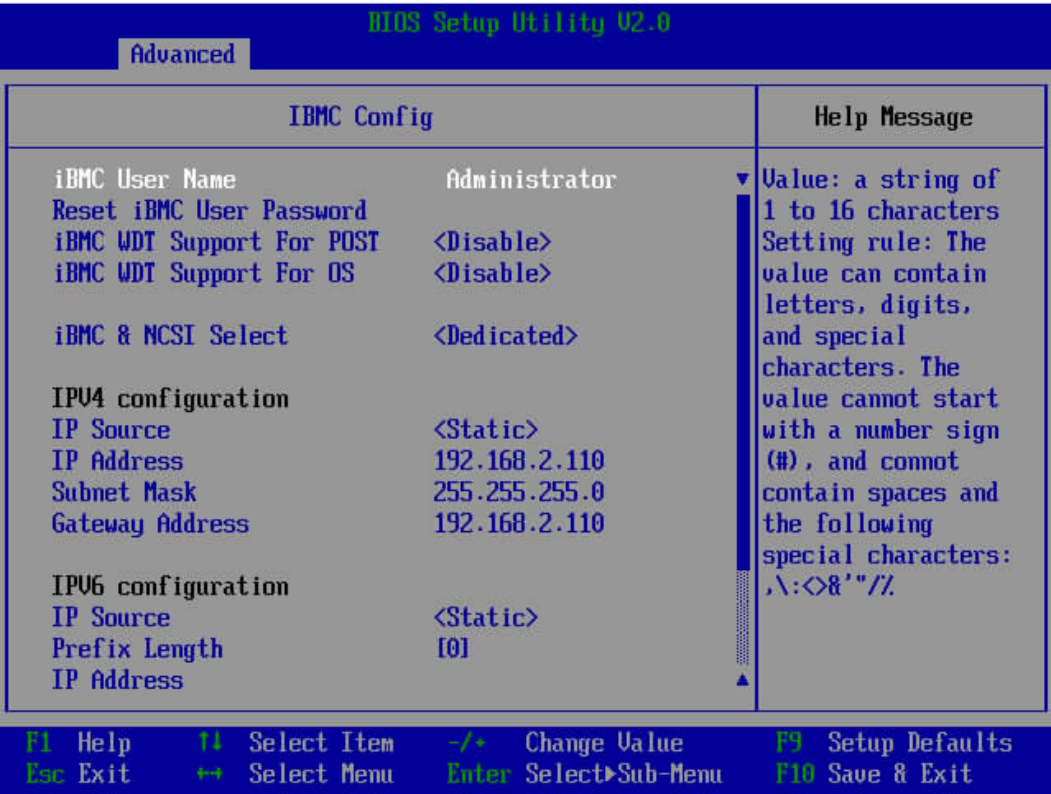 BIOS Setup Utility V2.0
Advanced
IBMC Config
iBMC User Name Administrator
Reset iBMC User Password
iBMC WDT Support For POST <Disable>
iBMC WDT Support For OS <Disable>
iBMC & NCSI Select <Dedicated>
IPV4 configuration
IP Source <Static>
IP Address 192.168.2.110
Subnet Mask 255.255.255.0
Gateway Address 192.168.2.110
IPV6 configuration
IP Source <Static>
Prefix Length [0]
IP Address
Help Message
Value: a string of
1 to 16 characters
Setting rule: The
value can contain
letters, digits,
and special
characters. The
value cannot start
with a number sign
(#), and connot
contain spaces and
the following
special characters:
,\:<>&'"/%
F1 Help ↑↓ Select Item -/+ Change Value F9 Setup Defaults
Esc Exit ←→ Select Menu Enter Select▶Sub-Menu F10 Save & Exit